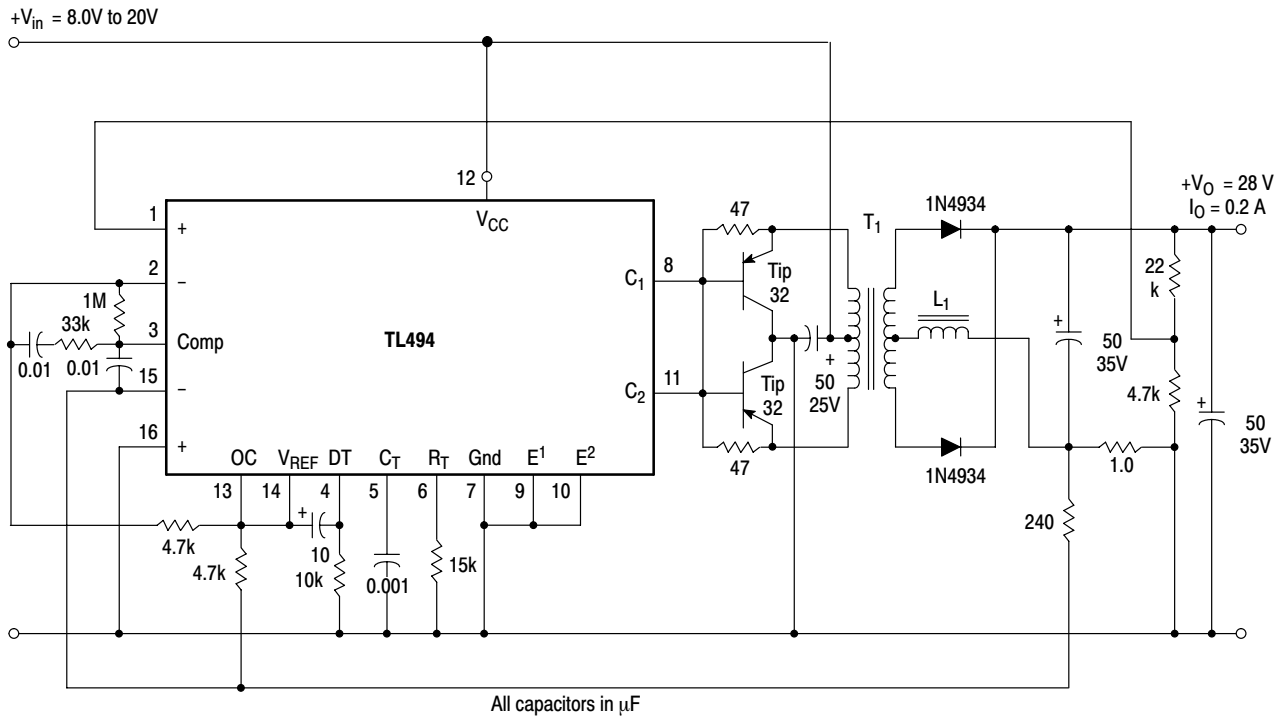 +Vin = 8.0V to 20V
12
VCC
+VO = 28 V
IO = 0.2 A
1N4934
T1
47
1
+
2
−
1M
33k
3
Comp
0.01
0.01
15
−
16
+
TL494
C1
8
Tip
32
C2
11
Tip
32
47
+
50
25V
L1
1N4934
+
50
35V
22
k
4.7k
+
50
35V
1.0
240
OC
VREF
DT
CT
RT
Gnd
E1
E2
13
14
4
5
6
7
9
10
4.7k
4.7k
+
10
10k
0.001
15k
All capacitors in μF